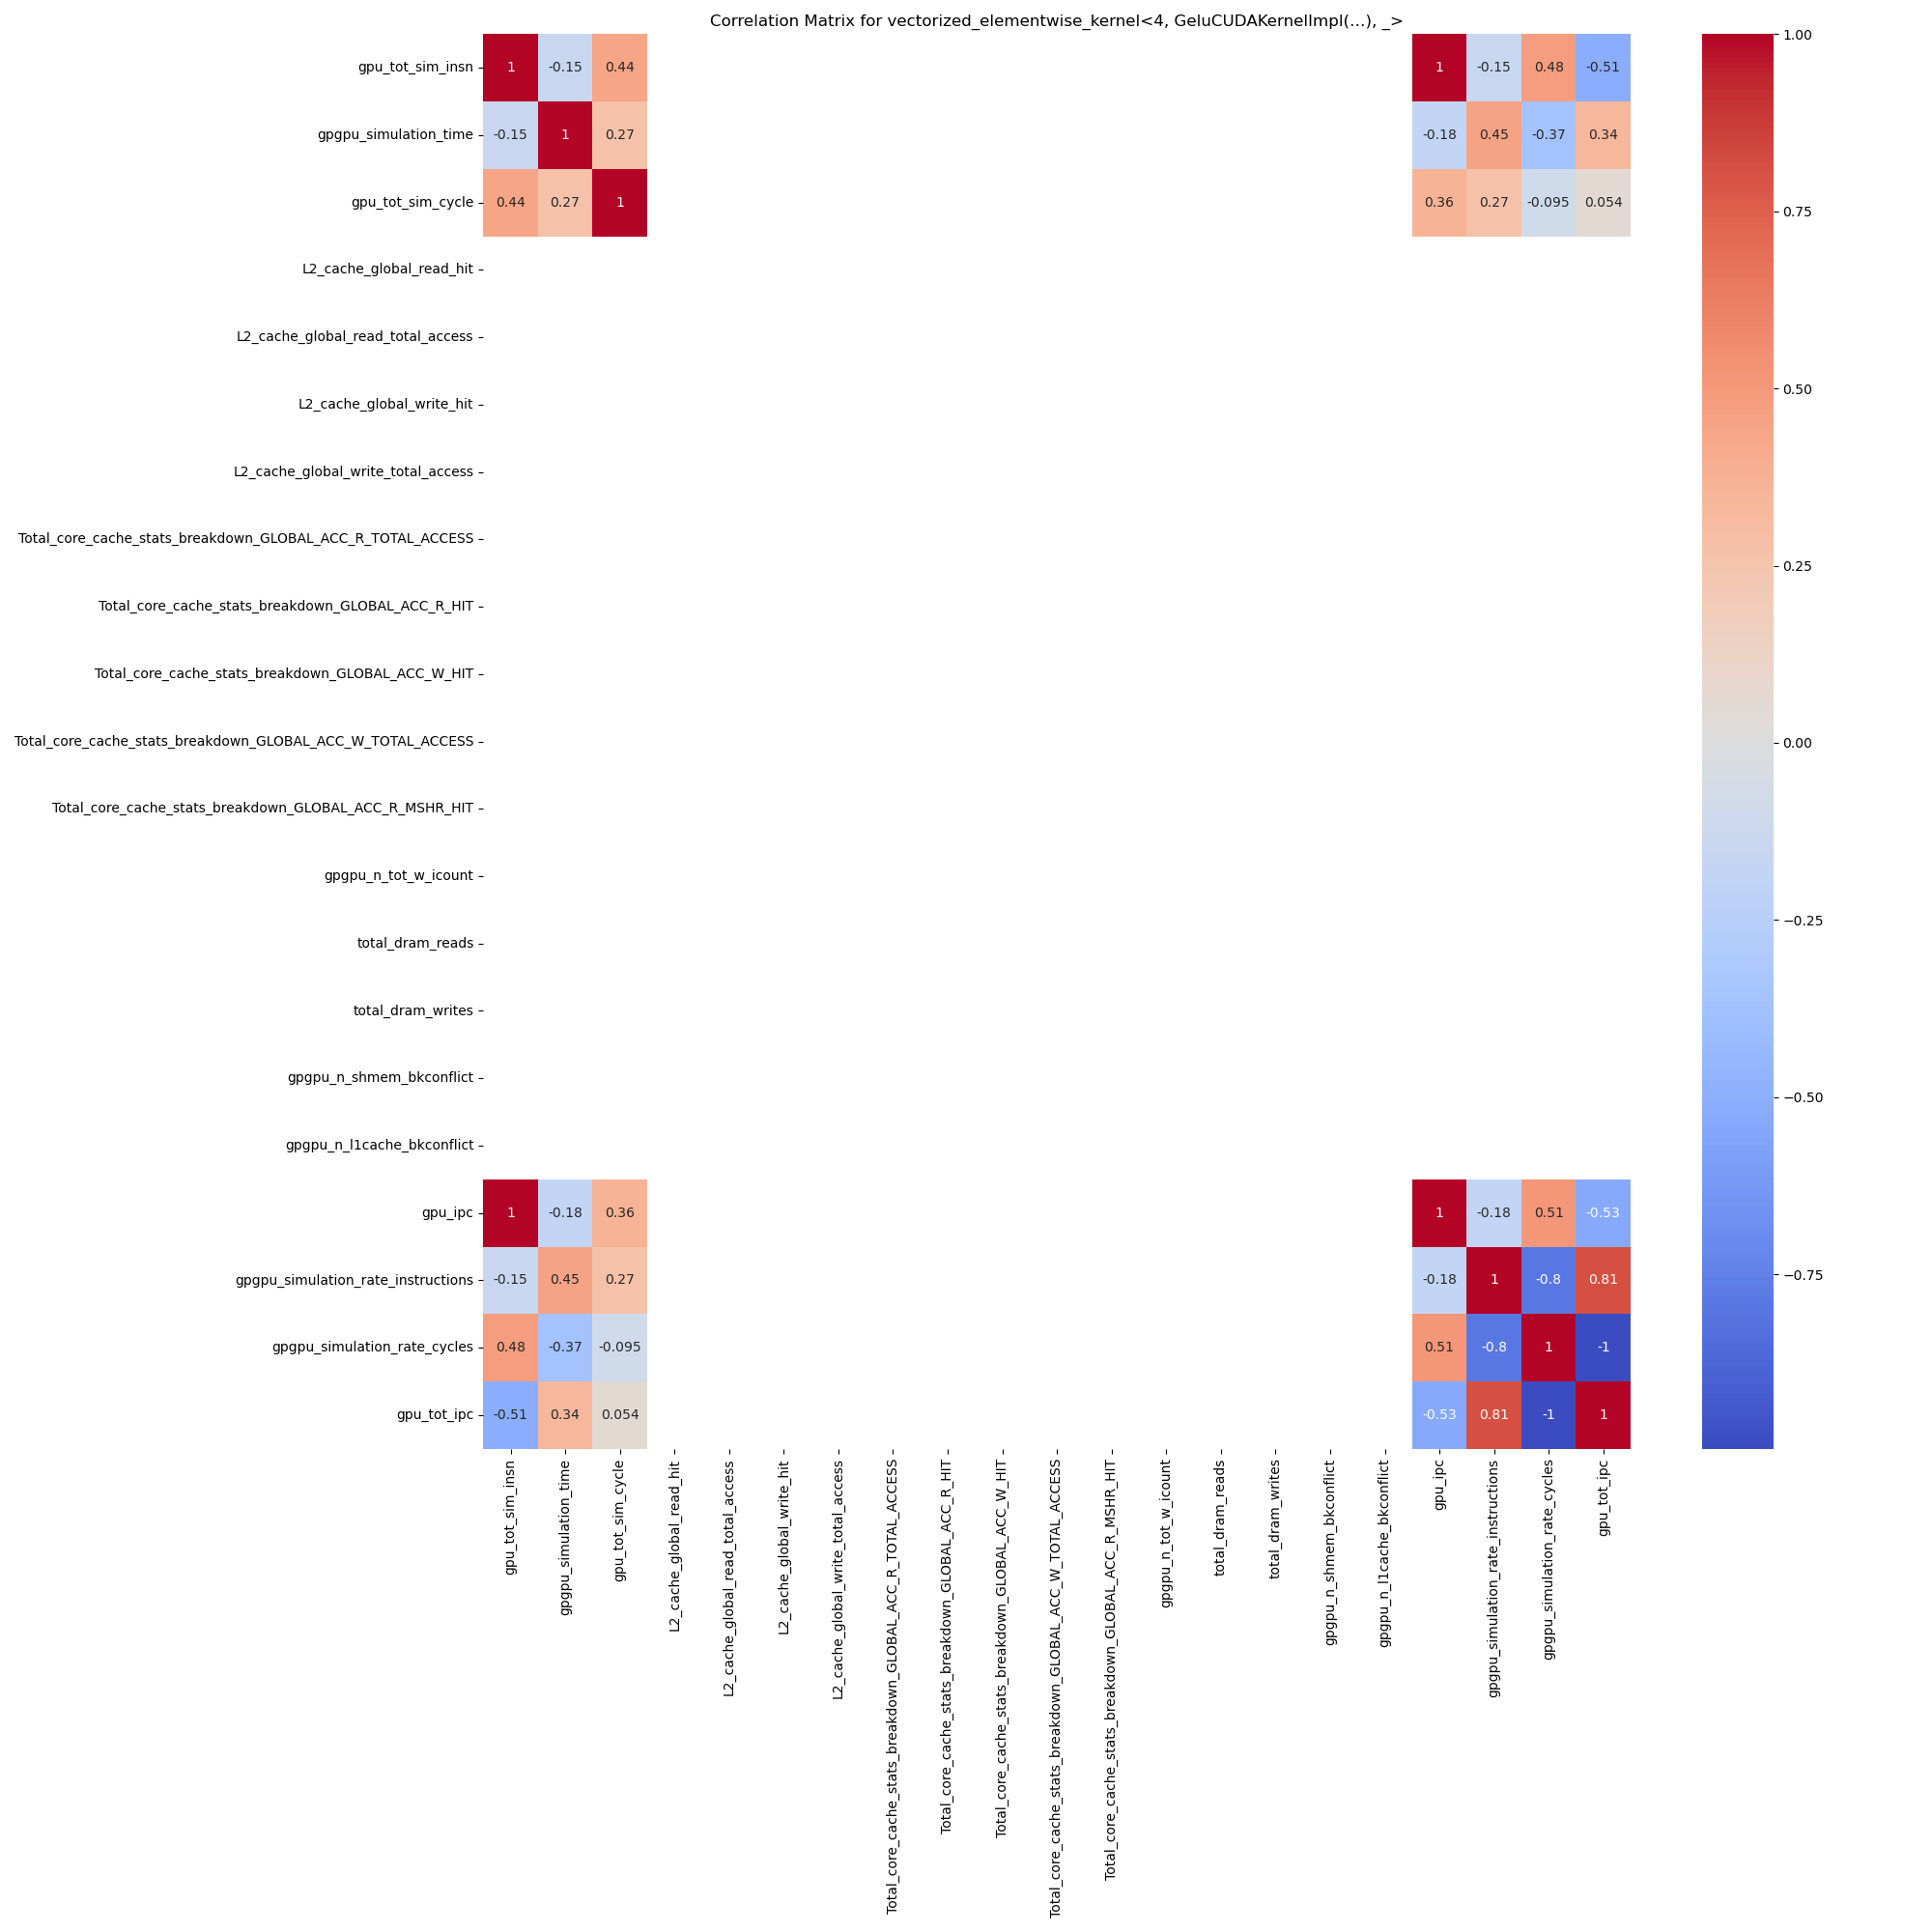 Correlation Matrix for vectorized_elementwise_kernel<4, GeluCUDAKernelImpl(...), _>
gpu_tot_sim_insn 1 -0.15 0.44 1 -0.15 0.48 -0.51
gpgpu_simulation_time -0.15 1 0.27 -0.18 0.45 -0.37 0.34
gpu_tot_sim_cycle 0.44 0.27 1 0.36 0.27 -0.095 0.054
L2_cache_global_read_hit
L2_cache_global_read_total_access
L2_cache_global_write_hit
L2_cache_global_write_total_access
Total_core_cache_stats_breakdown_GLOBAL_ACC_R_TOTAL_ACCESS
Total_core_cache_stats_breakdown_GLOBAL_ACC_R_HIT
Total_core_cache_stats_breakdown_GLOBAL_ACC_W_HIT
Total_core_cache_stats_breakdown_GLOBAL_ACC_W_TOTAL_ACCESS
Total_core_cache_stats_breakdown_GLOBAL_ACC_R_MSHR_HIT
gpgpu_n_tot_w_icount
total_dram_reads
total_dram_writes
gpgpu_n_shmem_bkconflict
gpgpu_n_l1cache_bkconflict
gpu_ipc 1 -0.18 0.36 1 -0.18 0.51 -0.53
gpgpu_simulation_rate_instructions -0.15 0.45 0.27 -0.18 1 -0.8 0.81
gpgpu_simulation_rate_cycles 0.48 -0.37 -0.095 0.51 -0.8 1 -1
gpu_tot_ipc -0.51 0.34 0.054 -0.53 0.81 -1 1
gpu_tot_sim_insn
gpgpu_simulation_time
gpu_tot_sim_cycle
L2_cache_global_read_hit
L2_cache_global_read_total_access
L2_cache_global_write_hit
L2_cache_global_write_total_access
Total_core_cache_stats_breakdown_GLOBAL_ACC_R_TOTAL_ACCESS
Total_core_cache_stats_breakdown_GLOBAL_ACC_R_HIT
Total_core_cache_stats_breakdown_GLOBAL_ACC_W_HIT
Total_core_cache_stats_breakdown_GLOBAL_ACC_W_TOTAL_ACCESS
Total_core_cache_stats_breakdown_GLOBAL_ACC_R_MSHR_HIT
gpgpu_n_tot_w_icount
total_dram_reads
total_dram_writes
gpgpu_n_shmem_bkconflict
gpgpu_n_l1cache_bkconflict
gpu_ipc
gpgpu_simulation_rate_instructions
gpgpu_simulation_rate_cycles
gpu_tot_ipc
1.00
0.75
0.50
0.25
0.00
−0.25
−0.50
−0.75